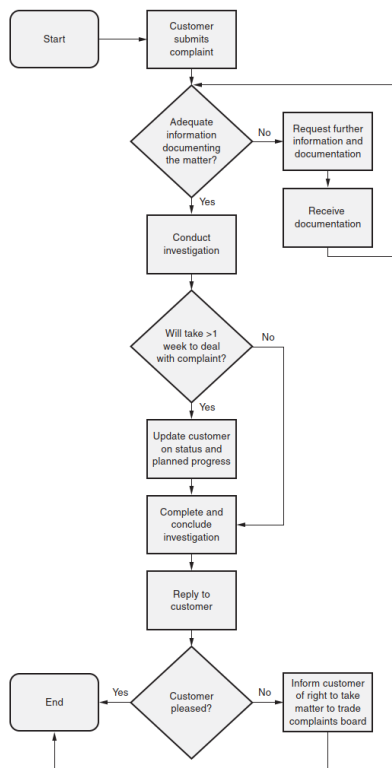 Start
Customer
submits
complaint
Adequate
information
documenting
the matter?
No
Request further
information and
documentation
Yes
Receive
documentation
Conduct
investigation
Will take >1
week to deal
with complaint?
No
Yes
Update customer
on status and
planned progress
Complete and
conclude
investigation
Reply to
customer
End
Yes
Customer
pleased?
No
Inform customer
of right to take
matter to trade
complaints board